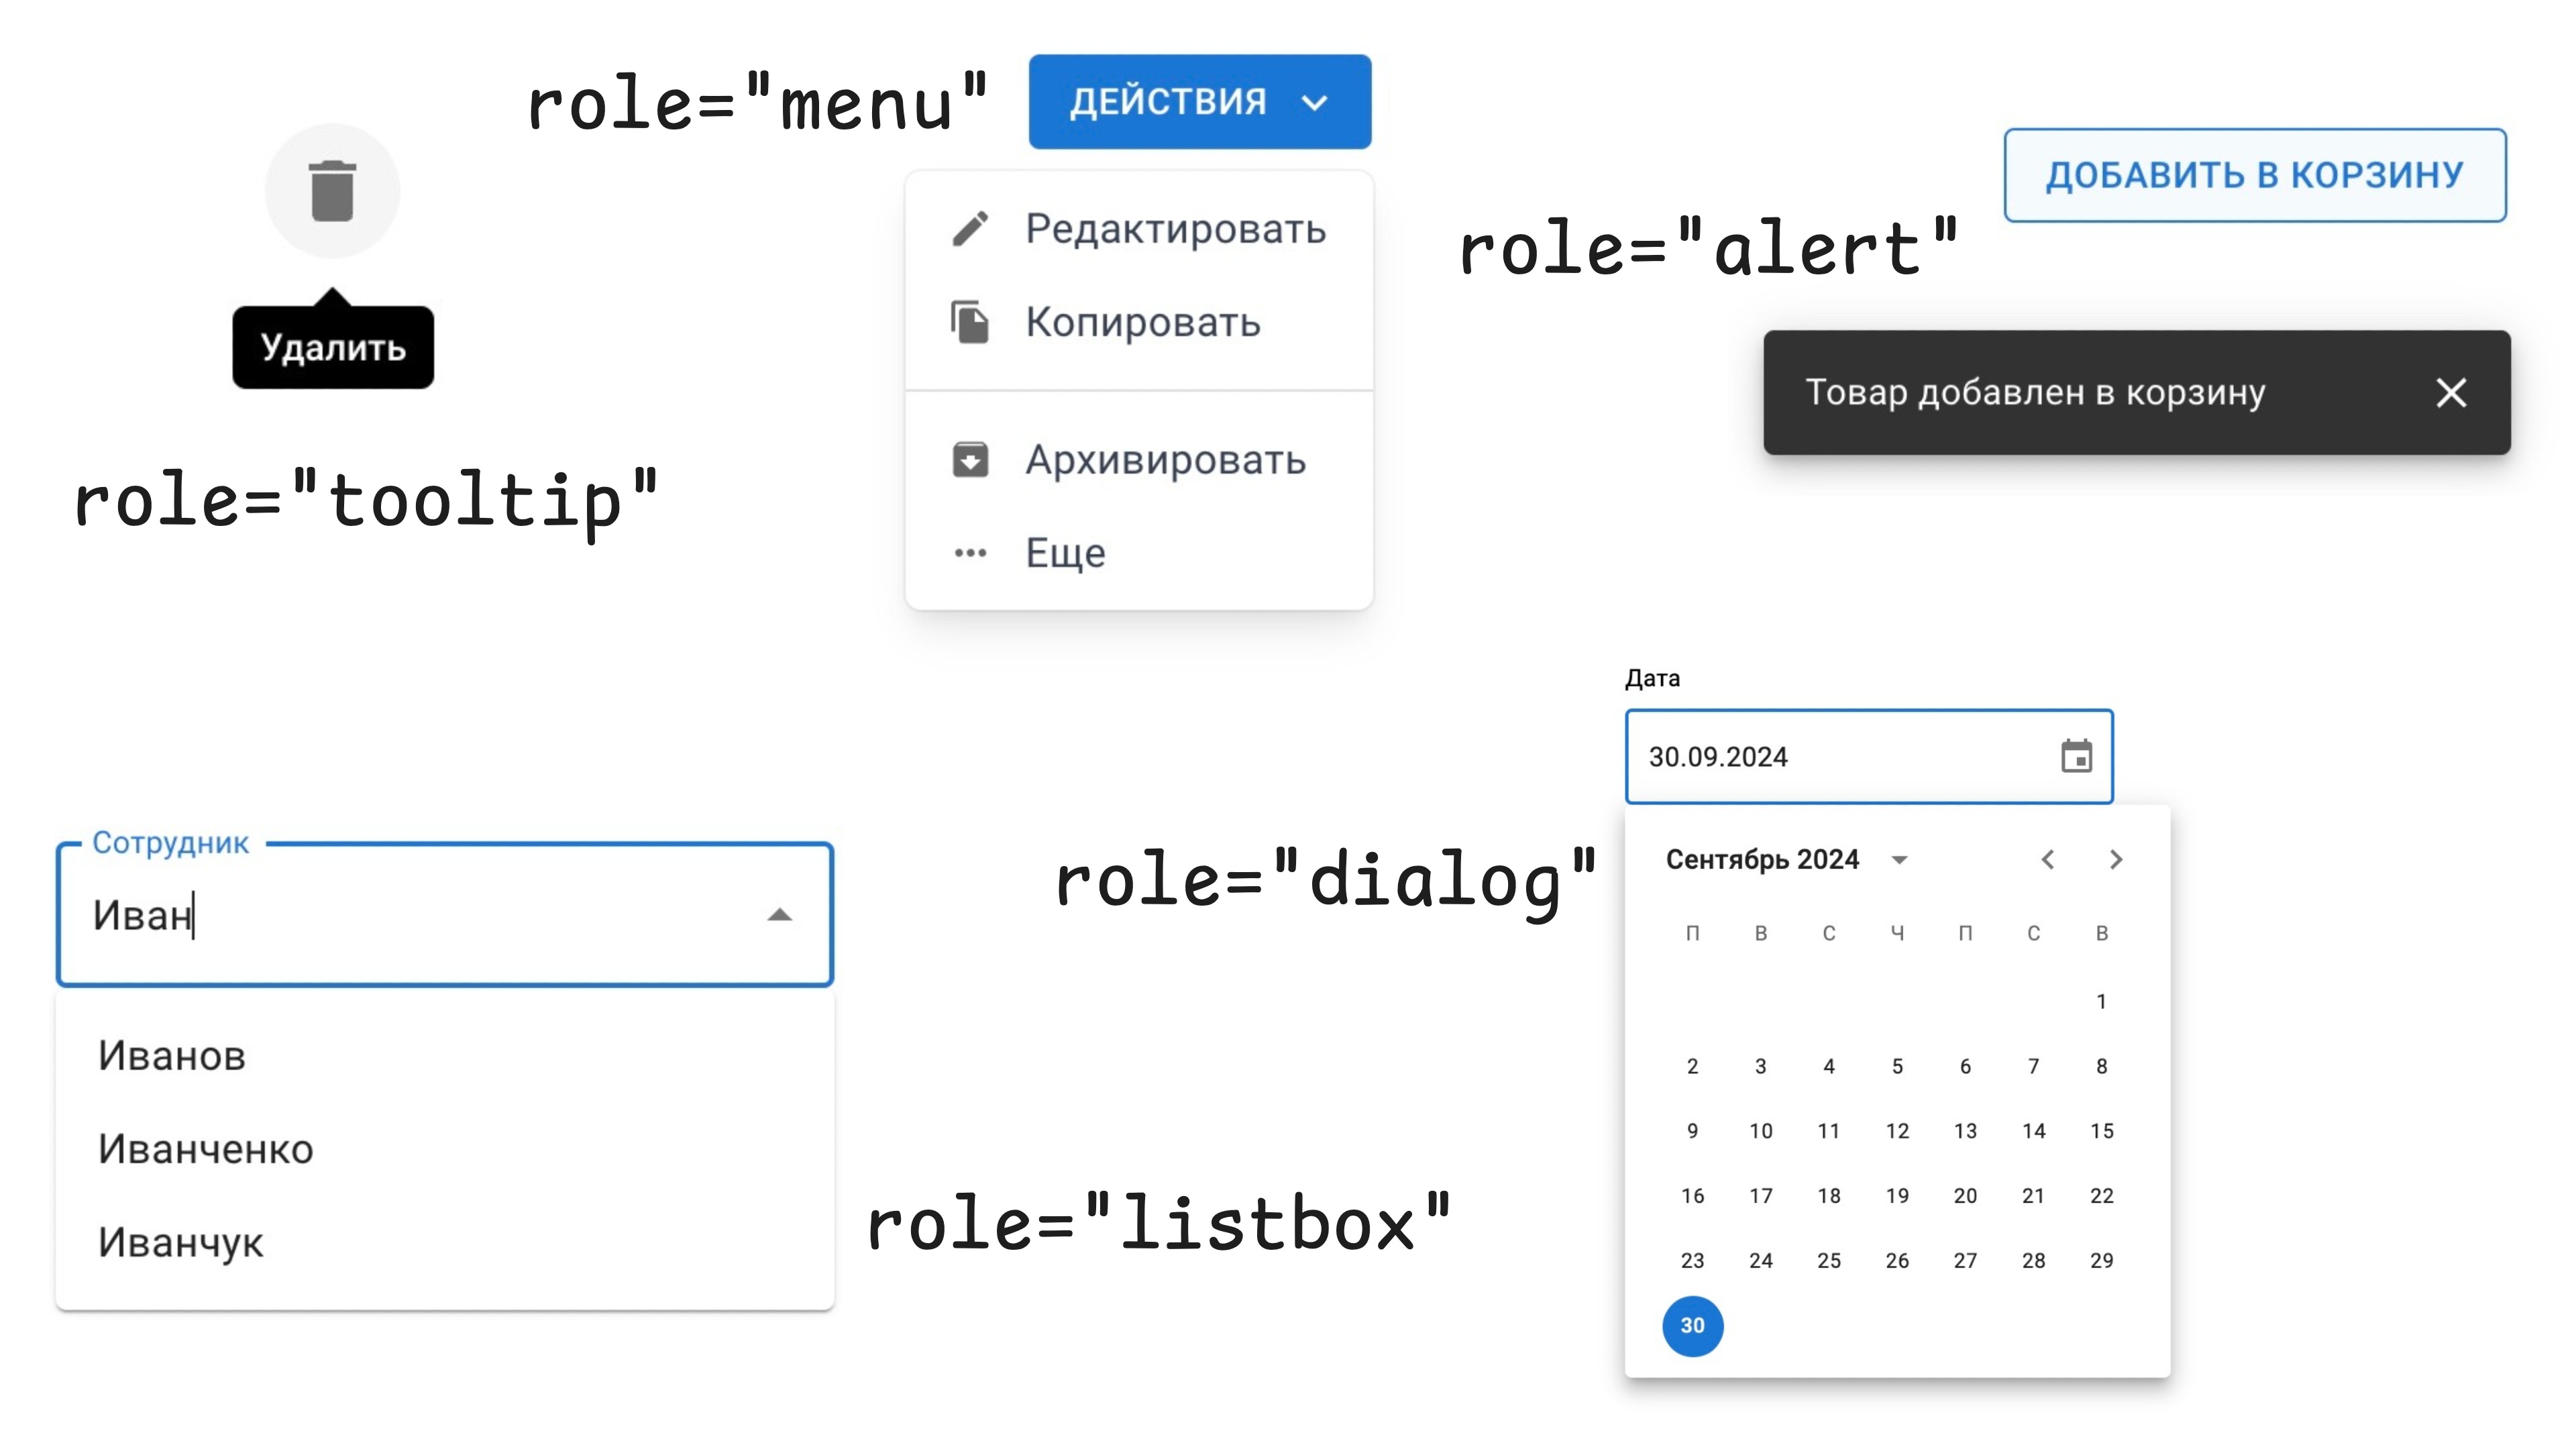 role="menu"
ДЕЙСТВИЯ
Редактировать
Копировать
Архивировать
Еще
Удалить
role="tooltip"
ДОБАВИТЬ В КОРЗИНУ
role="alert"
Товар добавлен в корзину
Сотрудник
Иван
Иванов
Иванченко
Иванчук
role="listbox"
Дата
30.09.2024
role="dialog"
Сентябрь 2024
П В С Ч П С В
1
2 3 4 5 6 7 8
9 10 11 12 13 14 15
16 17 18 19 20 21 22
23 24 25 26 27 28 29
30